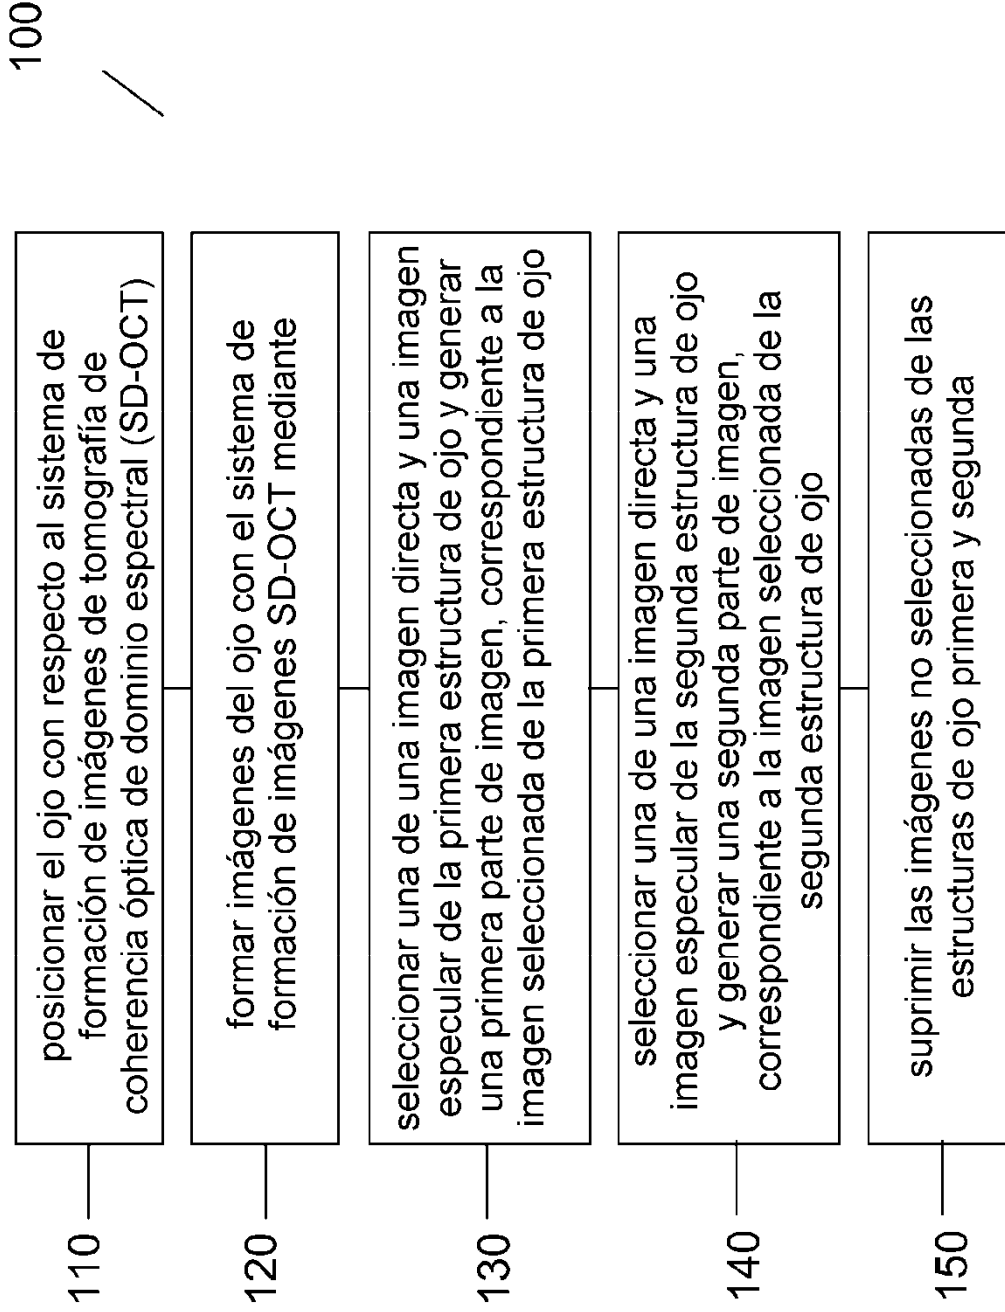 100
110
posicionar el ojo con respecto al sistema de
formación de imágenes de tomografía de
coherencia óptica de dominio espectral (SD-OCT)
120
formar imágenes del ojo con el sistema de
formación de imágenes SD-OCT mediante
130
seleccionar una de una imagen directa y una imagen
especular de la primera estructura de ojo y generar
una primera parte de imagen, correspondiente a la
imagen seleccionada de la primera estructura de ojo
140
seleccionar una de una imagen directa y una
imagen especular de la segunda estructura de ojo
y generar una segunda parte de imagen,
correspondiente a la imagen seleccionada de la
segunda estructura de ojo
150
suprimir las imágenes no seleccionadas de las
estructuras de ojo primera y segunda